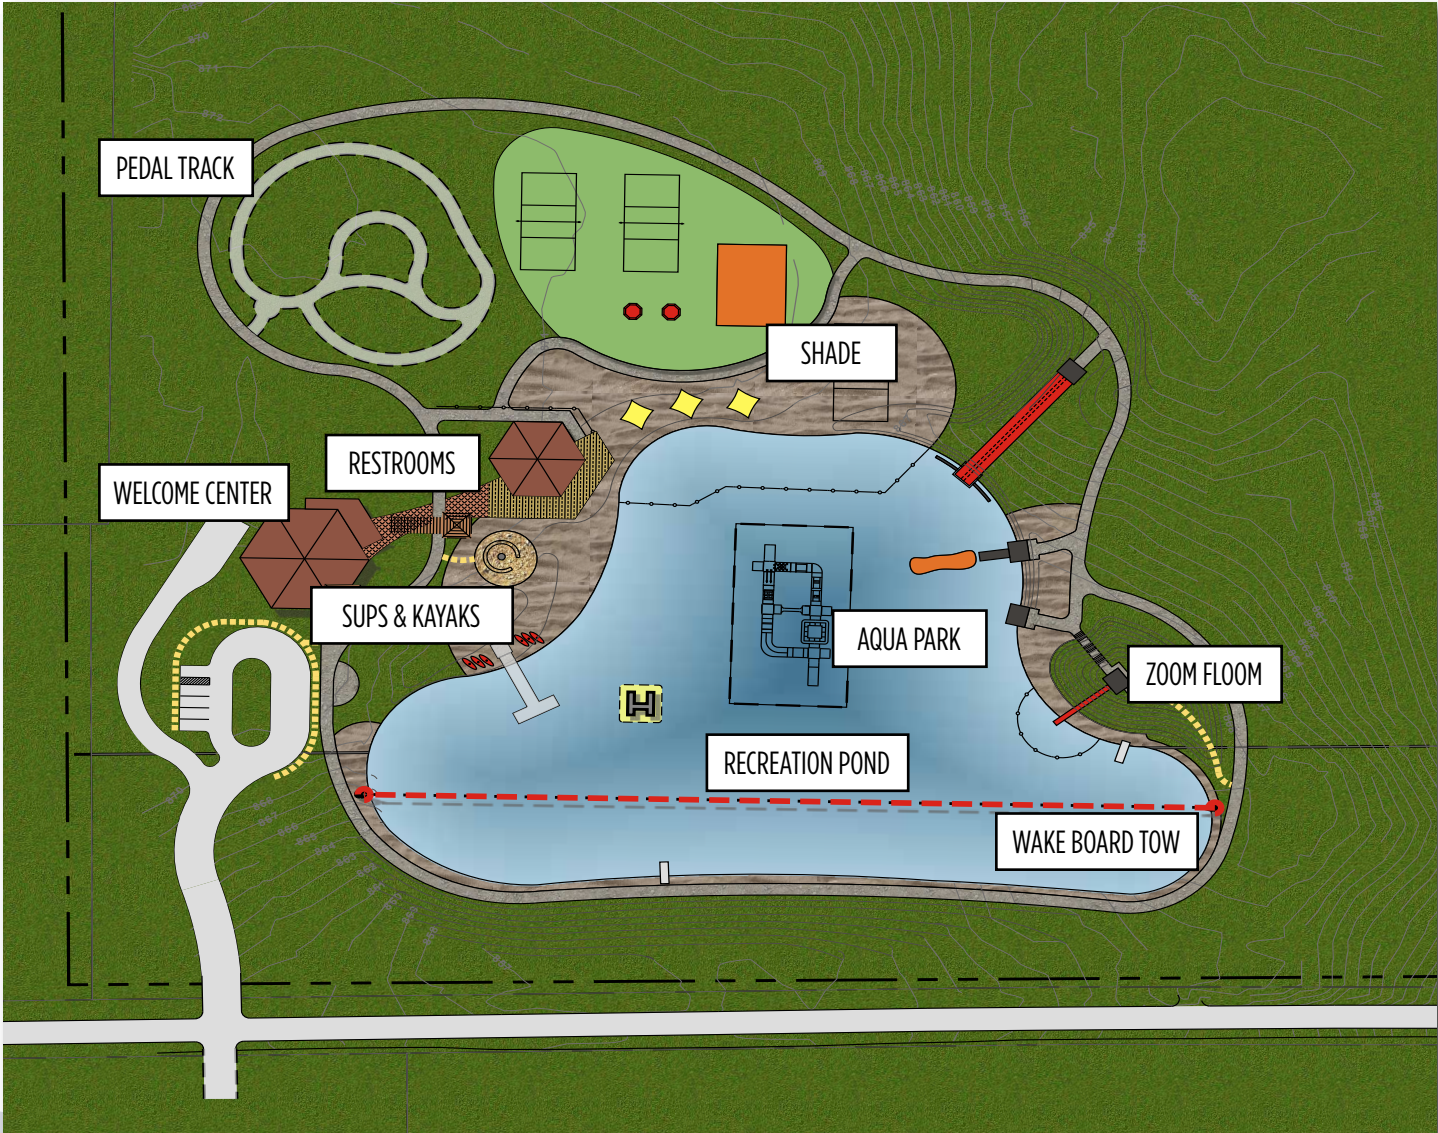 PEDAL TRACK
SHADE
RESTROOMS
WELCOME CENTER
SUPS & KAYAKS
AQUA PARK
ZOOM FLOOM
H
RECREATION POND
WAKE BOARD TOW